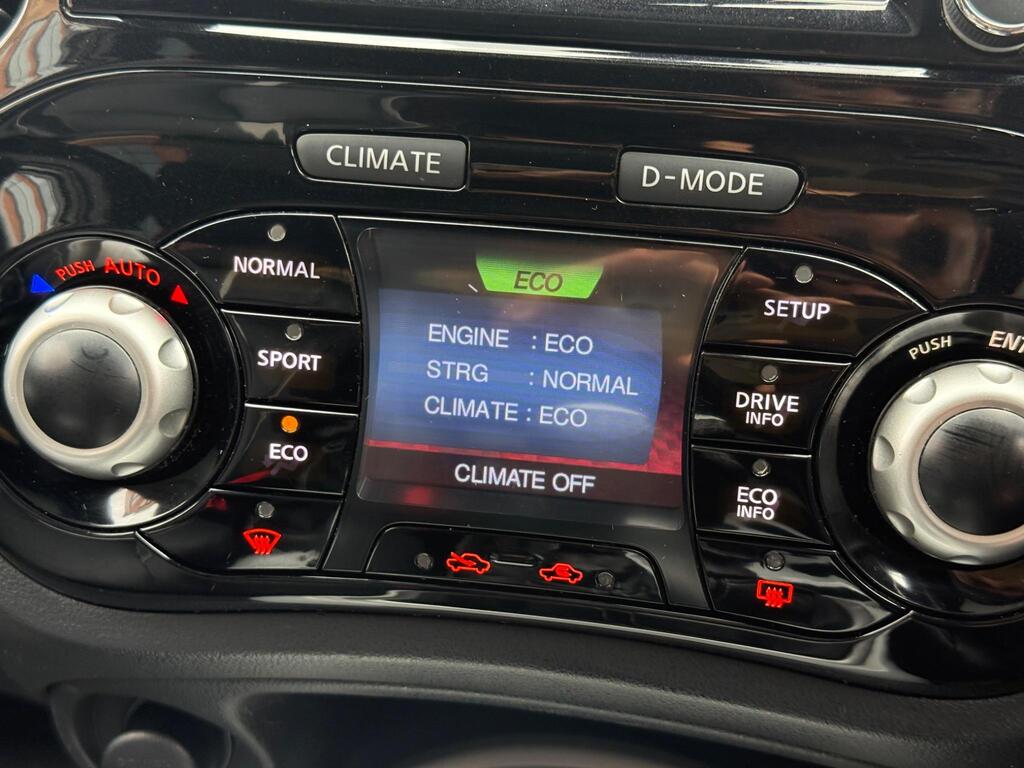 CLIMATE
D-MODE
PUSH AUTO
NORMAL
SPORT
ECO
ECO
ENGINE : ECO
STRG : NORMAL
CLIMATE : ECO
CLIMATE OFF
SETUP
DRIVE
INFO
ECO
INFO
PUSH